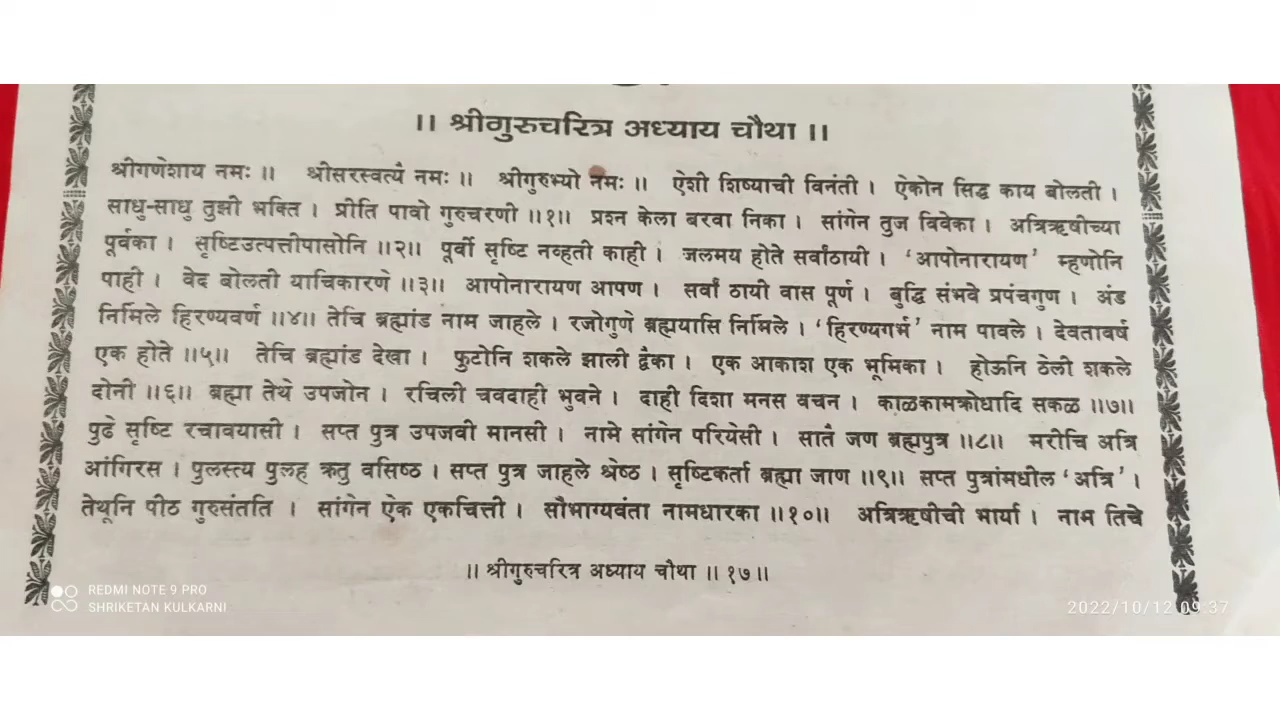 ॥ श्रीगुरुचरित्र अध्याय चौथा ॥
श्रीगणेशाय नमः ॥ श्रीसरस्वत्यै नमः ॥ श्रीगुरुभ्यो नमः ॥ ऐशी शिष्याची विनंती । ऐकोन सिद्ध काय बोलती ।
साधु-साधु तुझी भक्ति । प्रीति पावो गुरुचरणी ॥१॥ प्रश्न केला बरवा निका । सांगेन तुज विवेका । अत्रिऋषीच्या
पूर्वका । सृष्टिउत्पत्तीपासोनि ॥२॥ पूर्वी सृष्टि नव्हती काही । जलमय होते सर्वांठायी । ‘आपोनारायण’ म्हणोनि
पाही । वेद बोलती याचिकारणे ॥३॥ आपोनारायण आपण । सर्वां ठायी वास पूर्ण । बुद्धि संभवे प्रपंचगुण । अंड
निर्मिले हिरण्यवर्ण ॥४॥ तेचि ब्रह्मांड नाम जाहले । रजोगुणे ब्रह्मयासि निर्मिले । ‘हिरण्यगर्भ’ नाम पावले । देवतावर्ष
एक होते ॥५॥ तेचि ब्रह्मांड देखा । फुटोनि शकले झाली द्वैका । एक आकाश एक भूमिका । होऊनि ठेली शकले
दोनी ॥६॥ ब्रह्मा तेथे उपजोन । रचिली चवदाही भुवने । दाही दिशा मनस वचन । काळकामक्रोधादि सकळ ॥७॥
पुढे सृष्टि रचावयासी । सप्त पुत्र उपजवी मानसी । नामे सांगेन परियेसी । सातै जण ब्रह्मपुत्र ॥८॥ मरीचि अत्रि
आंगिरस । पुलस्त्य पुलह क्रतु वसिष्ठ । सप्त पुत्र जाहले श्रेष्ठ । सृष्टिकर्ता ब्रह्मा जाण ॥९॥ सप्त पुत्रांमधील ‘अत्रि’ ।
तेथूनि पीठ गुरुसंतति । सांगेन ऐक एकचित्ती । सौभाग्यवंता नामधारका ॥१०॥ अत्रिऋषीची भार्या । नाम तिचे
॥ श्रीगुरुचरित्र अध्याय चौथा ॥ १७॥
REDMI NOTE 9 PRO
SHRIKETAN KULKARNI
2022/10/12 09:37